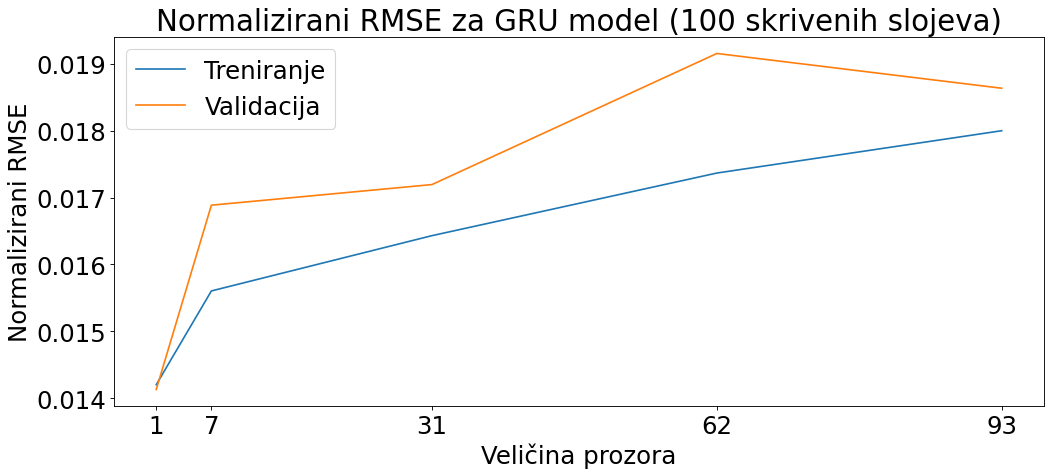 Normalizirani RMSE za GRU model (100 skrivenih slojeva)
Treniranje
Validacija
Normalizirani RMSE
0.019
0.018
0.017
0.016
0.015
0.014
1 7 31 62 93
Veličina prozora